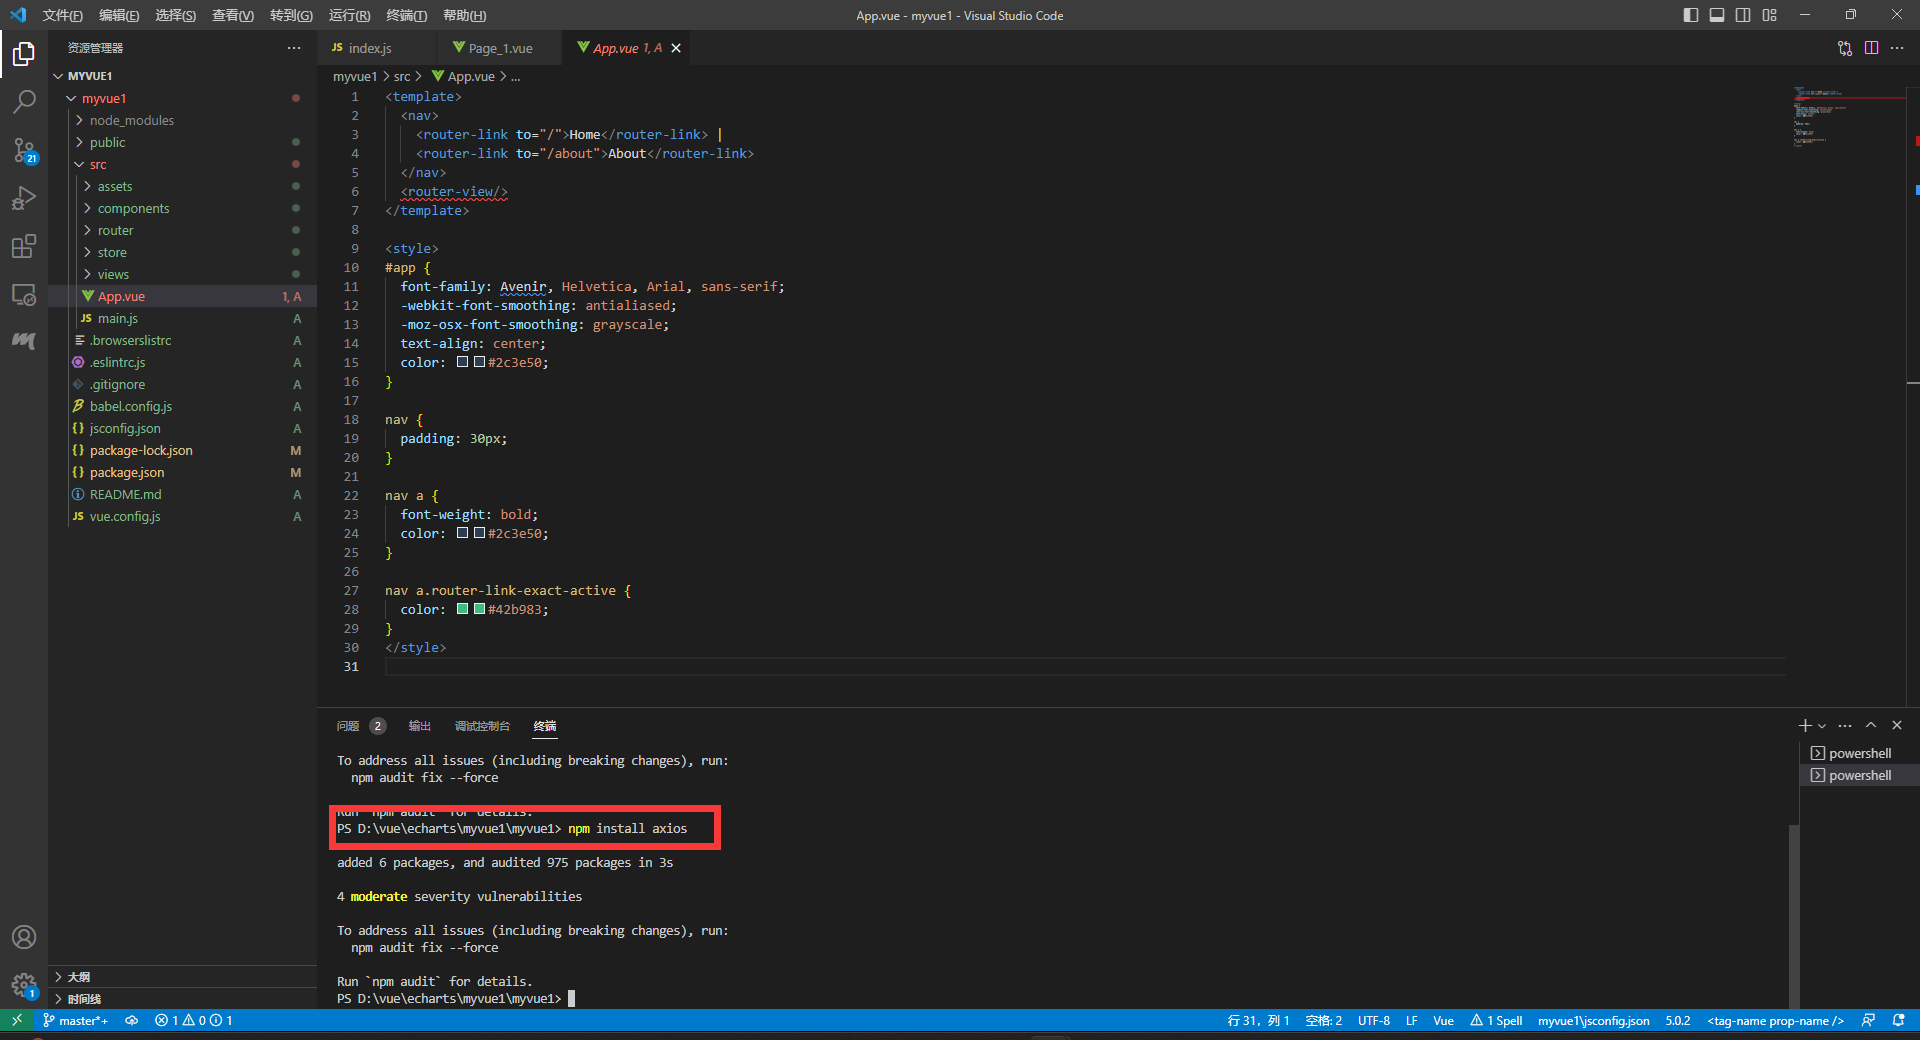 文件(F) 编辑(E) 选择(S) 查看(V) 转到(G) 运行(R) 终端(T) 帮助(H)
App.vue - myvue1 - Visual Studio Code
资源管理器
MYVUE1
myvue1
node_modules
public
src
assets
components
router
store
views
App.vue 1, A
main.js A
.browserslistrc A
.eslintrc.js A
.gitignore A
babel.config.js A
jsconfig.json A
package-lock.json M
package.json M
README.md A
vue.config.js A
大纲
时间线
21
1
JS index.js
Page_1.vue
App.vue 1, A
myvue1 > src > App.vue > ...
1 <template>
2 <nav>
3 <router-link to="/">Home</router-link> |
4 <router-link to="/about">About</router-link>
5 </nav>
6 <router-view/>
7 </template>
8
9 <style>
10 #app {
11 font-family: Avenir, Helvetica, Arial, sans-serif;
12 -webkit-font-smoothing: antialiased;
13 -moz-osx-font-smoothing: grayscale;
14 text-align: center;
15 color: #2c3e50;
16 }
17
18 nav {
19 padding: 30px;
20 }
21
22 nav a {
23 font-weight: bold;
24 color: #2c3e50;
25 }
26
27 nav a.router-link-exact-active {
28 color: #42b983;
29 }
30 </style>
31
问题 2 输出 调试控制台 终端
To address all issues (including breaking changes), run:
npm audit fix --force
Run `npm audit` for details.
PS D:\vue\echarts\myvue1\myvue1> npm install axios
added 6 packages, and audited 975 packages in 3s
4 moderate severity vulnerabilities
To address all issues (including breaking changes), run:
npm audit fix --force
Run `npm audit` for details.
PS D:\vue\echarts\myvue1\myvue1>
powershell
powershell
master*+ 1 0 1
行 31，列 1 空格: 2 UTF-8 LF Vue 1 Spell myvue1\jsconfig.json 5.0.2 <tag-name prop-name />